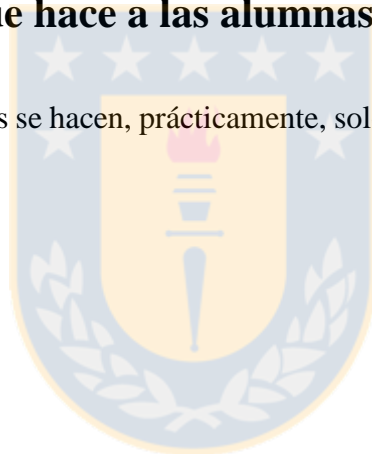 ue hace a las alumnas
s se hacen, prácticamente, sol